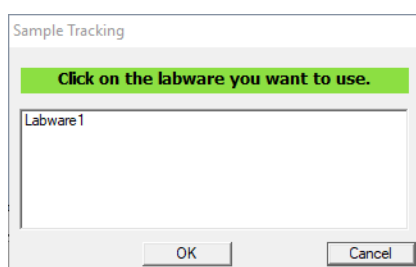 Sample Tracking
Click on the labware you want to use.
Labware1
OK
Cancel